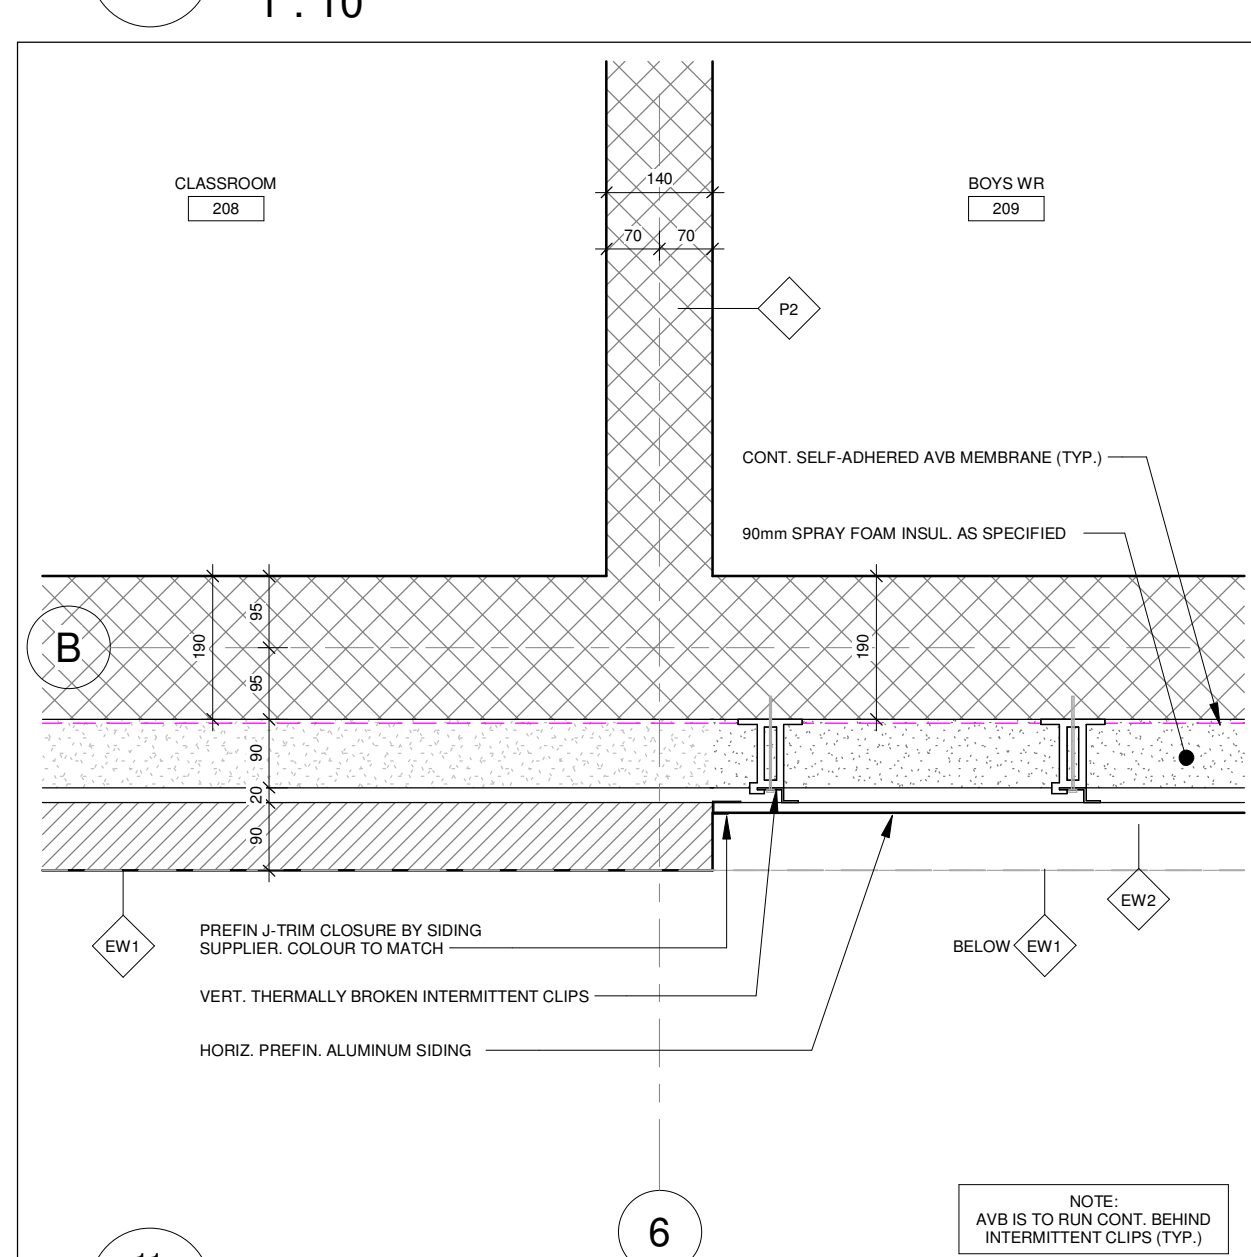 1 : 10
CLASSROOM
208
BOYS WR
209
140
70 70
P2
CONT. SELF-ADHERED AVB MEMBRANE (TYP.)
90mm SPRAY FOAM INSUL. AS SPECIFIED
B
190
95
95
190
90
20
90
EW1
EW2
BELOW EW1
PREFIN J-TRIM CLOSURE BY SIDING
SUPPLIER. COLOUR TO MATCH
VERT. THERMALLY BROKEN INTERMITTENT CLIPS
HORIZ. PREFIN. ALUMINUM SIDING
6
NOTE:
AVB IS TO RUN CONT. BEHIND
INTERMITTENT CLIPS (TYP.)
11